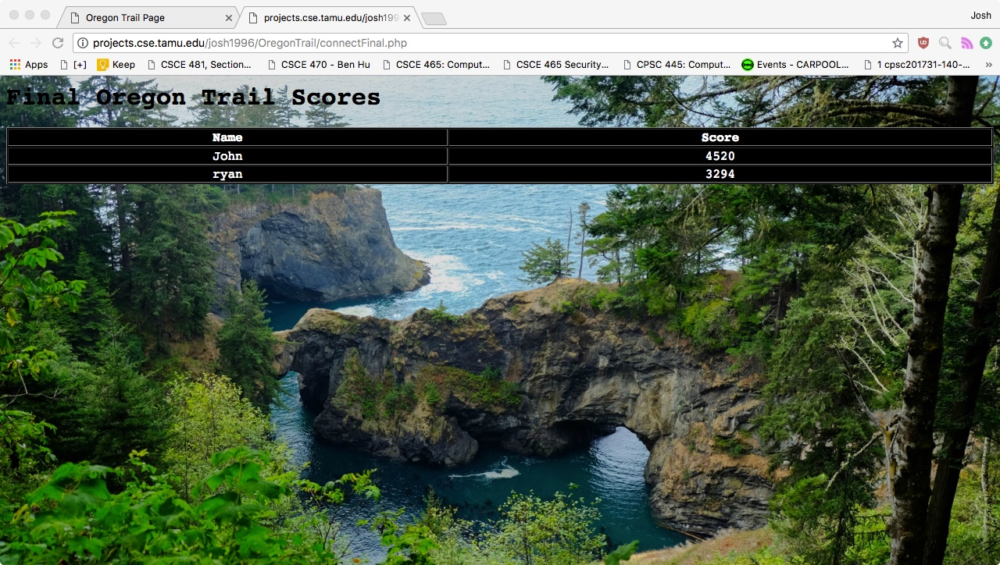 Oregon Trail Page
projects.cse.tamu.edu/josh199
Josh
projects.cse.tamu.edu/josh1996/OregonTrail/connectFinal.php
Apps [+] Keep CSCE 481, Section... CSCE 470 - Ben Hu CSCE 465: Comput... CSCE 465 Security... CPSC 445: Comput... Events - CARPOOL... 1 cpsc201731-140-... »
Final Oregon Trail Scores
Name Score
John 4520
ryan 3294